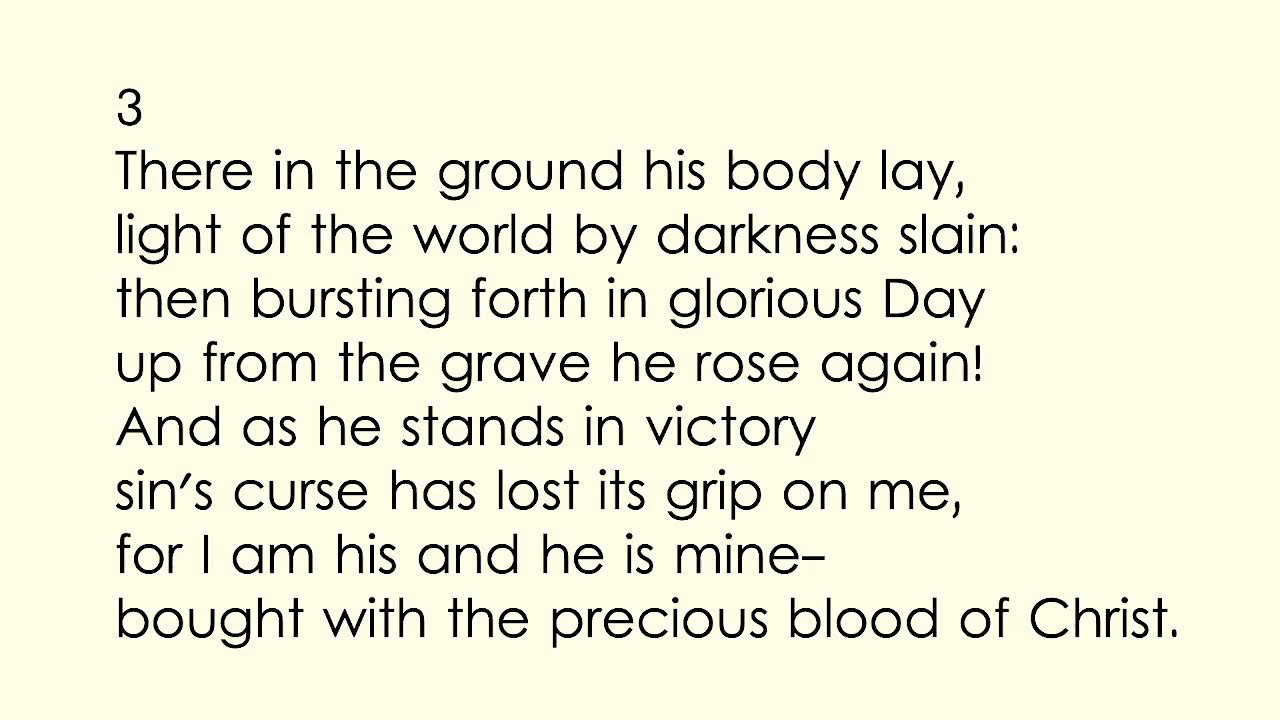 3
There in the ground his body lay,
light of the world by darkness slain:
then bursting forth in glorious Day
up from the grave he rose again!
And as he stands in victory
sin's curse has lost its grip on me,
for I am his and he is mine–
bought with the precious blood of Christ.